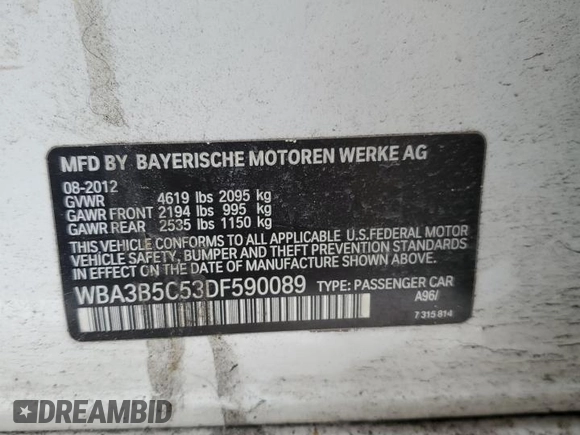 MFD BY BAYERISCHE MOTOREN WERKE AG
08-2012
GVWR 4619 lbs 2095 kg
GAWR FRONT 2194 lbs 995 kg
GAWR REAR 2535 lbs 1150 kg
THIS VEHICLE CONFORMS TO ALL APPLICABLE U.S.FEDERAL MOTOR
VEHICLE SAFETY, BUMPER AND THEFT PREVENTION STANDARDS
IN EFFECT ON THE DATE OF MANUFACTURE SHOWN ABOVE.
WBA3B5C53DF590089 TYPE: PASSENGER CAR
A96/
7 315 814
DREAMBID